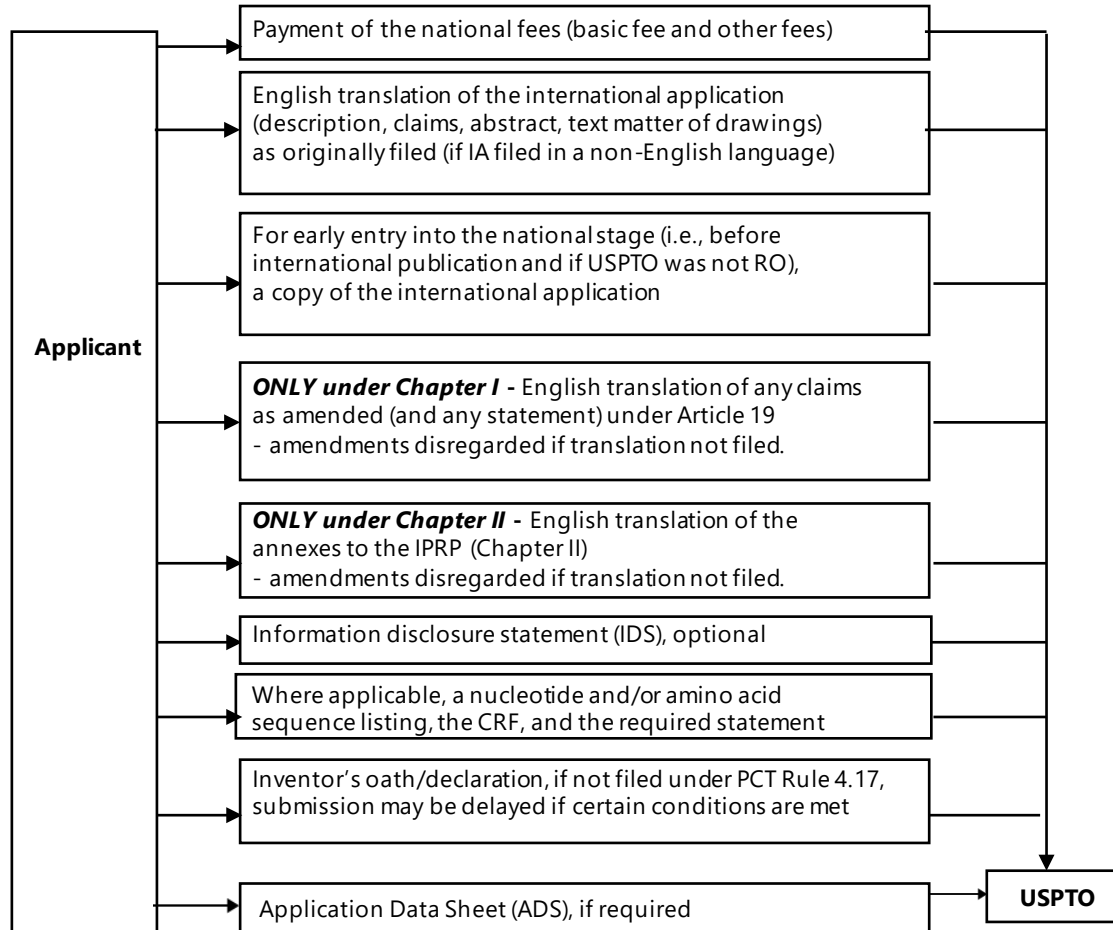 Payment of the national fees (basic fee and other fees)
English translation of the international application
(description, claims, abstract, text matter of drawings)
as originally filed (if IA filed in a non-English language)
For early entry into the national stage (i.e., before
international publication and if USPTO was not RO),
a copy of the international application
Applicant
ONLY under Chapter I - English translation of any claims
as amended (and any statement) under Article 19
- amendments disregarded if translation not filed.
ONLY under Chapter II - English translation of the
annexes to the IPRP (Chapter II)
- amendments disregarded if translation not filed.
Information disclosure statement (IDS), optional
Where applicable, a nucleotide and/or amino acid
sequence listing, the CRF, and the required statement
Inventor's oath/declaration, if not filed under PCT Rule 4.17,
submission may be delayed if certain conditions are met
Application Data Sheet (ADS), if required
USPTO